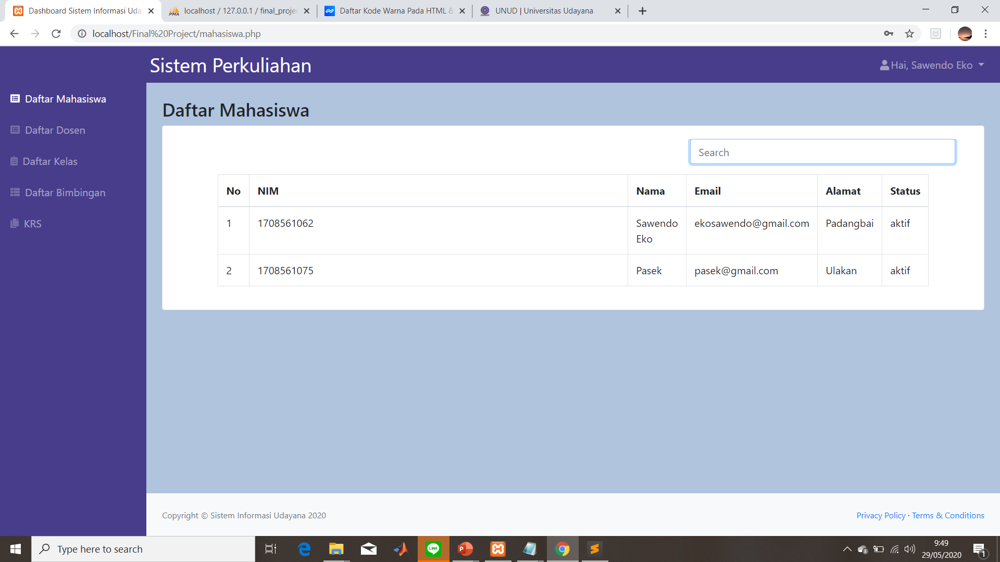 Dashboard Sistem Informasi Uda
localhost / 127.0.0.1 / final_projec
Daftar Kode Warna Pada HTML &
UNUD | Universitas Udayana
localhost/Final%20Project/mahasiswa.php
Sistem Perkuliahan
Hai, Sawendo Eko
Daftar Mahasiswa
Daftar Dosen
Daftar Kelas
Daftar Bimbingan
KRS
Daftar Mahasiswa
Search
No NIM Nama Email Alamat Status
1 1708561062 Sawendo Eko ekosawendo@gmail.com Padangbai aktif
2 1708561075 Pasek pasek@gmail.com Ulakan aktif
Copyright © Sistem Informasi Udayana 2020
Privacy Policy · Terms & Conditions
Type here to search
LINE
9:49
29/05/2020
1